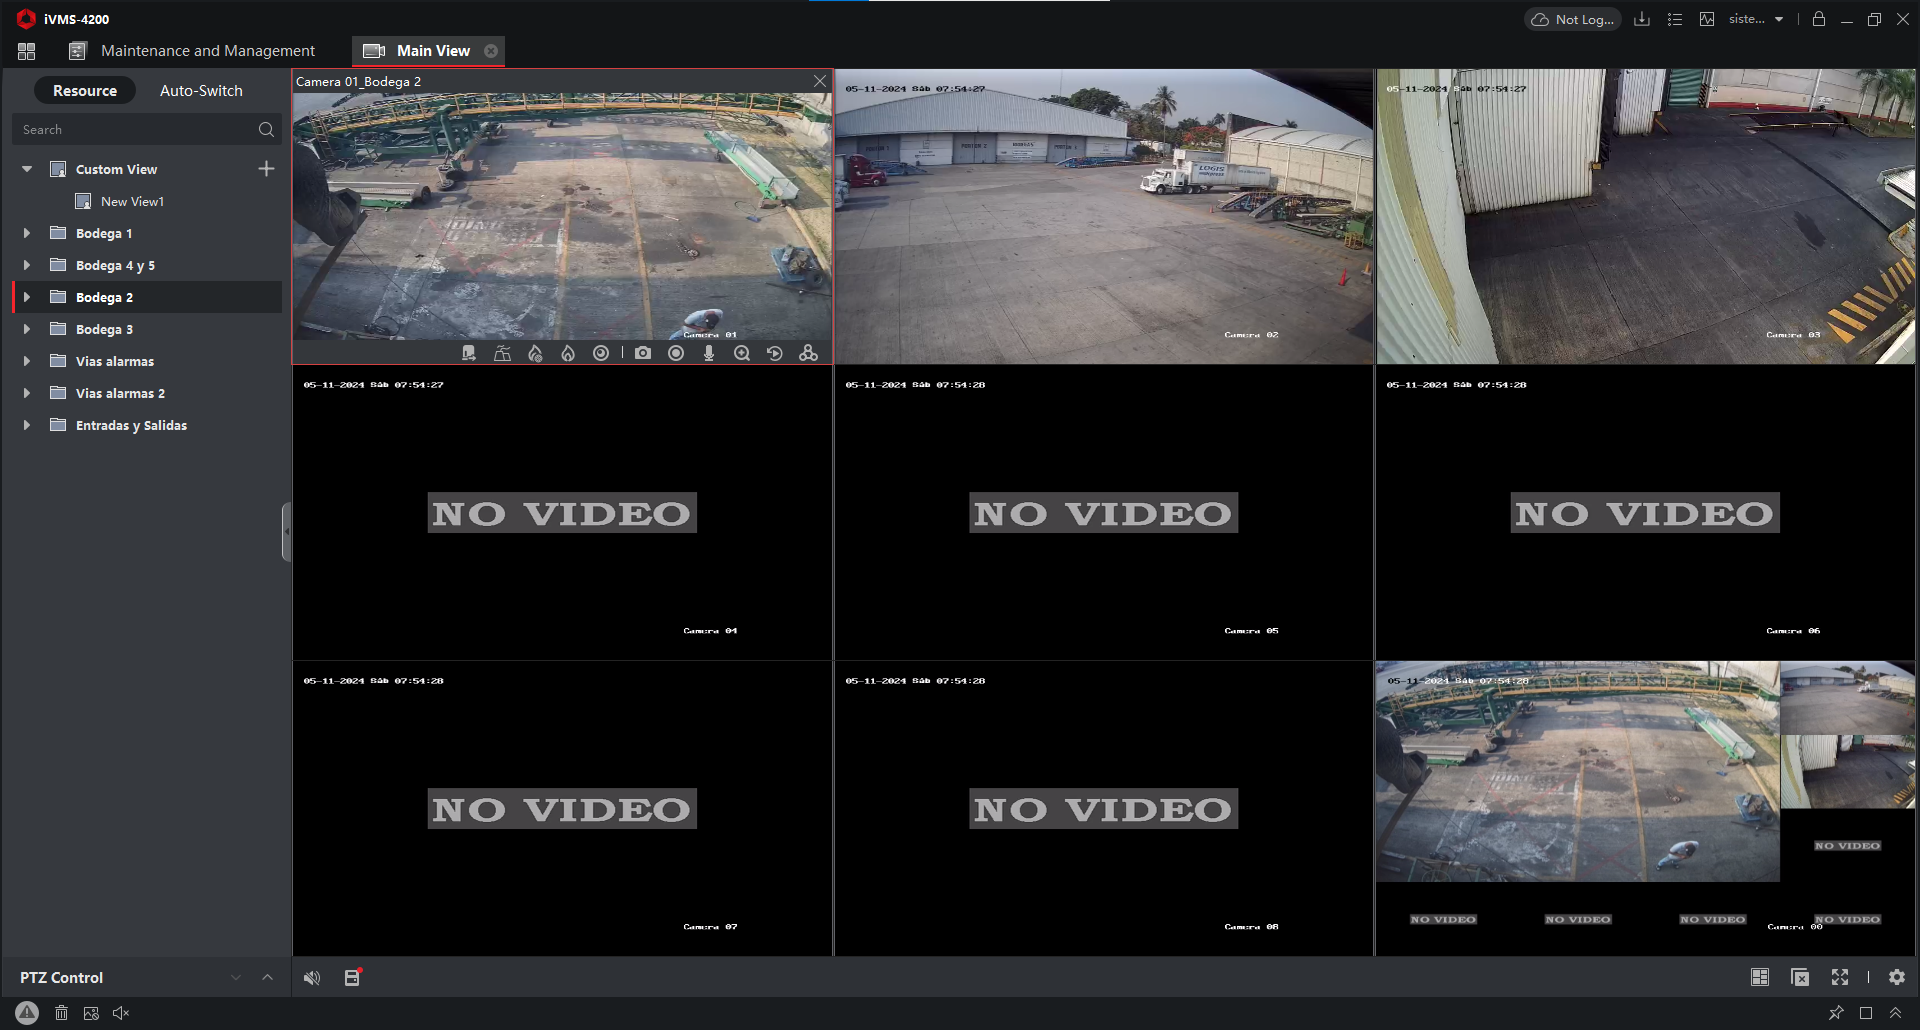 iVMS-4200
Not Log...
siste...
Maintenance and Management
Main View
Resource
Auto-Switch
Search
Custom View
New View1
Bodega 1
Bodega 4 y 5
Bodega 2
Bodega 3
Vias alarmas
Vias alarmas 2
Entradas y Salidas
PTZ Control
Camera 01_Bodega 2
Camera 01
05-11-2024 Sáb 07:54:27
PORTON 2
BODEGAS
LOGIS
Camera 02
05-11-2024 Sáb 07:54:27
Camera 03
05-11-2024 Sáb 07:54:27
NO VIDEO
Camera 04
05-11-2024 Sáb 07:54:28
NO VIDEO
Camera 05
05-11-2024 Sáb 07:54:28
NO VIDEO
Camera 06
05-11-2024 Sáb 07:54:28
NO VIDEO
Camera 07
05-11-2024 Sáb 07:54:28
NO VIDEO
Camera 08
05-11-2024 Sáb 07:54:28
NO VIDEO
NO VIDEO
NO VIDEO
NO VIDEO
NO VIDEO
Camera 00